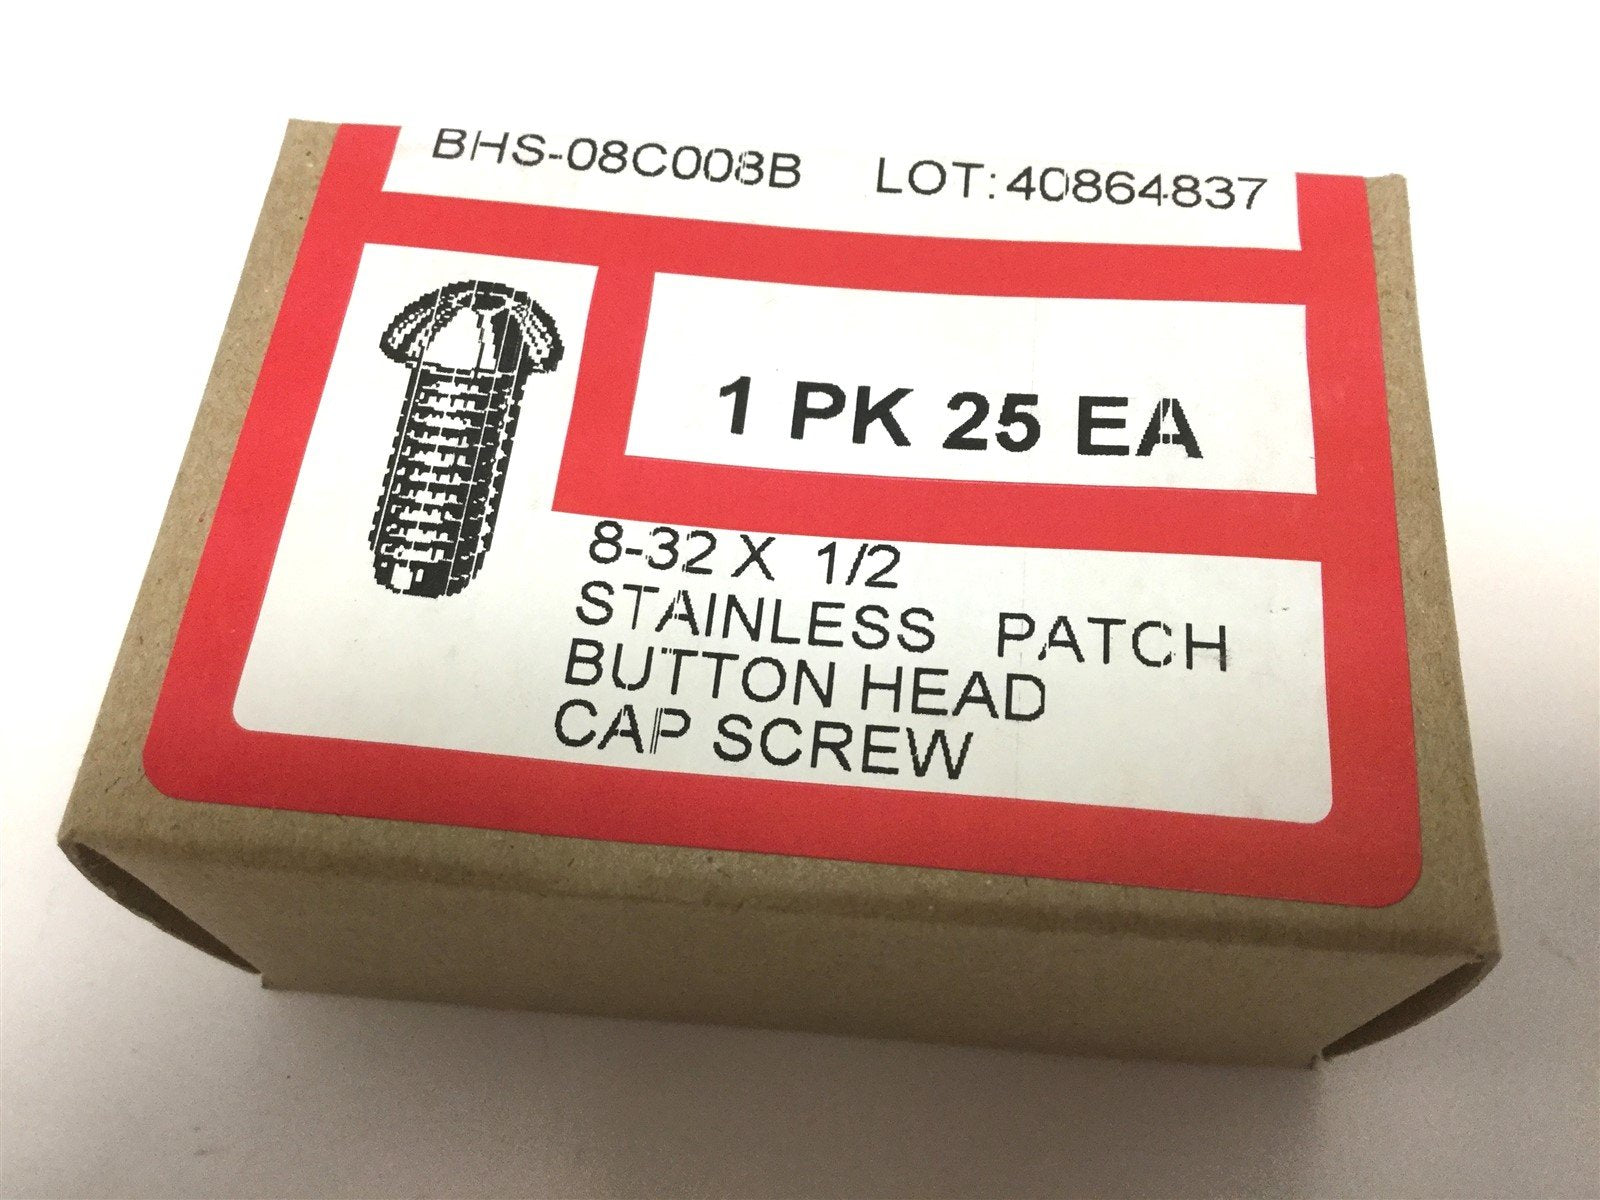 BHS-08C008B LOT:40864837
1 PK 25 EA
8-32 X 1/2
STAINLESS PATCH
BUTTON HEAD
CAP SCREW